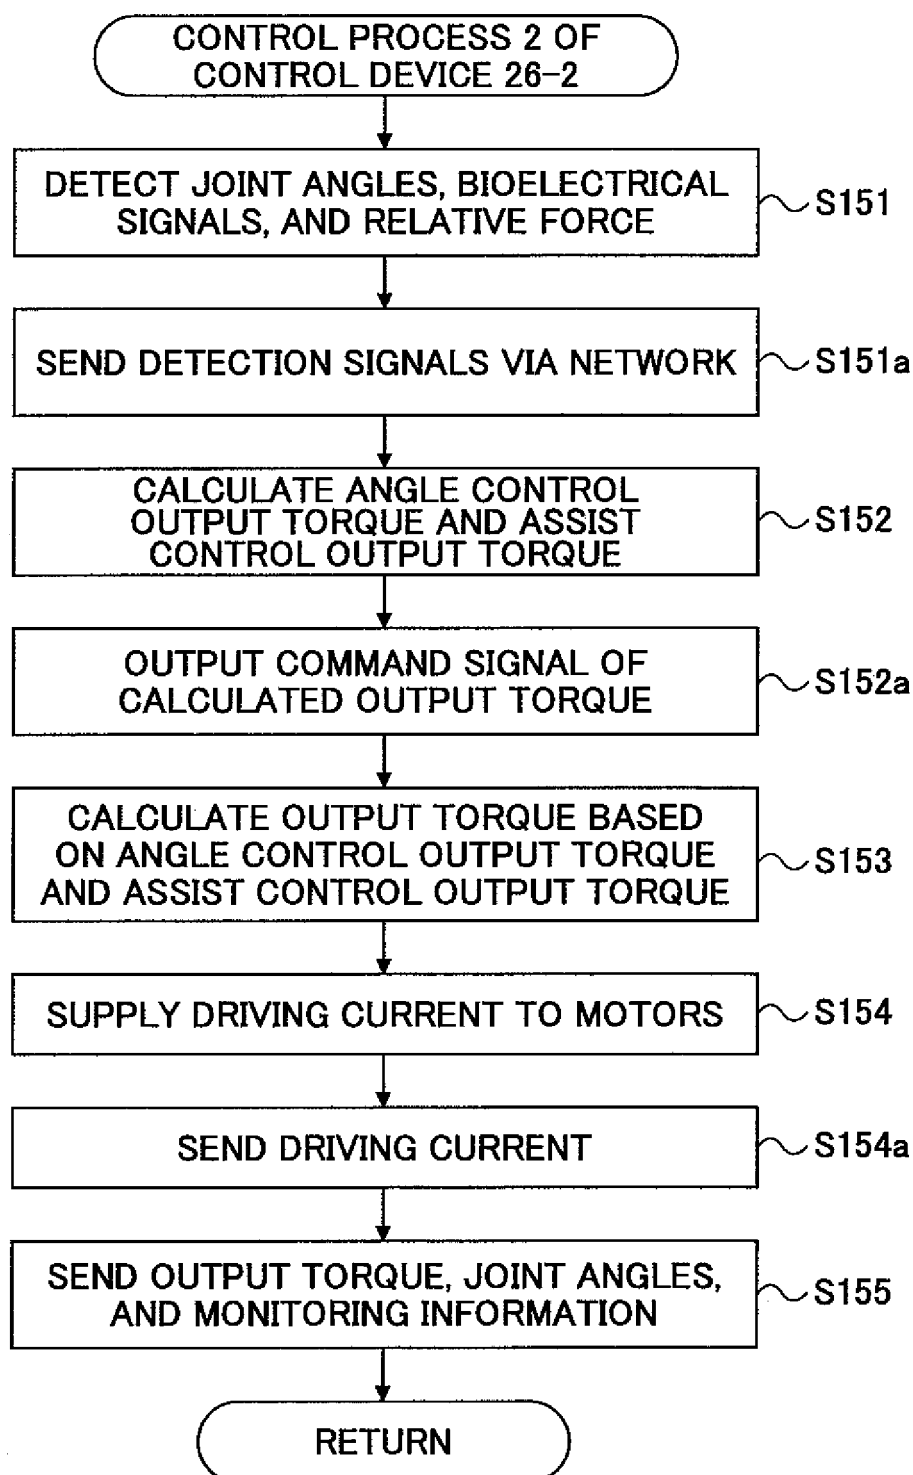 CONTROL PROCESS 2 OF
CONTROL DEVICE 26-2
DETECT JOINT ANGLES, BIOELECTRICAL
SIGNALS, AND RELATIVE FORCE
S151
SEND DETECTION SIGNALS VIA NETWORK
S151a
CALCULATE ANGLE CONTROL
OUTPUT TORQUE AND ASSIST
CONTROL OUTPUT TORQUE
S152
OUTPUT COMMAND SIGNAL OF
CALCULATED OUTPUT TORQUE
S152a
CALCULATE OUTPUT TORQUE BASED
ON ANGLE CONTROL OUTPUT TORQUE
AND ASSIST CONTROL OUTPUT TORQUE
S153
SUPPLY DRIVING CURRENT TO MOTORS
S154
SEND DRIVING CURRENT
S154a
SEND OUTPUT TORQUE, JOINT ANGLES,
AND MONITORING INFORMATION
S155
RETURN